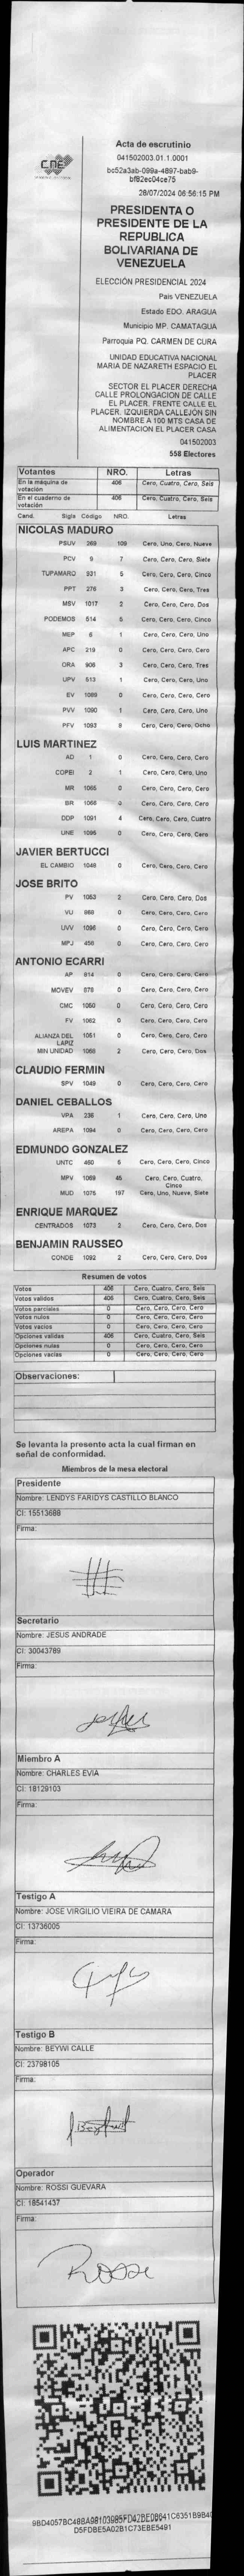 CNE
Acta de escrutinio
041502003.01.1.0001
bc52a3ab-099a-4897-bab9-
bf82ec04ce75
28/07/2024 06:56:15 PM
PRESIDENTA O
PRESIDENTE DE LA
REPUBLICA
BOLIVARIANA DE
VENEZUELA
ELECCIÓN PRESIDENCIAL 2024
País VENEZUELA
Estado EDO. ARAGUA
Municipio MP. CAMATAGUA
Parroquia PQ. CARMEN DE CURA
UNIDAD EDUCATIVA NACIONAL
MARIA DE NAZARETH ESPACIO EL
PLACER
SECTOR EL PLACER DERECHA
CALLE PROLONGACION DE CALLE
EL PLACER. FRENTE CALLE EL
PLACER. IZQUIERDA CALLEJÓN SIN
NOMBRE A 100 MTS CASA DE
ALIMENTACION EL PLACER CASA
041502003
558 Electores
Votantes NRO. Letras
En la máquina de votación 406 Cero, Cuatro, Cero, Seis
En el cuaderno de votación 406 Cero, Cuatro, Cero, Seis
Cand. Sigla Código NRO. Letras
NICOLAS MADURO
PSUV 269 109 Cero, Uno, Cero, Nueve
PCV 9 7 Cero, Cero, Cero, Siete
TUPAMARO 931 5 Cero, Cero, Cero, Cinco
PPT 276 3 Cero, Cero, Cero, Tres
MSV 1017 2 Cero, Cero, Cero, Dos
PODEMOS 514 5 Cero, Cero, Cero, Cinco
MEP 6 1 Cero, Cero, Cero, Uno
APC 219 0 Cero, Cero, Cero, Cero
ORA 906 3 Cero, Cero, Cero, Tres
UPV 513 1 Cero, Cero, Cero, Uno
EV 1089 0 Cero, Cero, Cero, Cero
PVV 1090 1 Cero, Cero, Cero, Uno
PFV 1093 8 Cero, Cero, Cero, Ocho
LUIS MARTINEZ
AD 1 0 Cero, Cero, Cero, Cero
COPEI 2 1 Cero, Cero, Cero, Uno
MR 1065 0 Cero, Cero, Cero, Cero
BR 1068 0 Cero, Cero, Cero, Cero
DDP 1091 4 Cero, Cero, Cero, Cuatro
UNE 1095 0 Cero, Cero, Cero, Cero
JAVIER BERTUCCI
EL CAMBIO 1048 0 Cero, Cero, Cero, Cero
JOSE BRITO
PV 1053 2 Cero, Cero, Cero, Dos
VU 868 0 Cero, Cero, Cero, Cero
UVV 1096 0 Cero, Cero, Cero, Cero
MPJ 456 0 Cero, Cero, Cero, Cero
ANTONIO ECARRI
AP 814 0 Cero, Cero, Cero, Cero
MOVEV 878 0 Cero, Cero, Cero, Cero
CMC 1050 0 Cero, Cero, Cero, Cero
FV 1062 0 Cero, Cero, Cero, Cero
ALIANZA DEL LAPIZ 1051 0 Cero, Cero, Cero, Cero
MIN UNIDAD 1068 2 Cero, Cero, Cero, Dos
CLAUDIO FERMIN
SPV 1049 0 Cero, Cero, Cero, Cero
DANIEL CEBALLOS
VPA 236 1 Cero, Cero, Cero, Uno
AREPA 1094 0 Cero, Cero, Cero, Cero
EDMUNDO GONZALEZ
UNTC 460 5 Cero, Cero, Cero, Cinco
MPV 1069 45 Cero, Cero, Cuatro, Cinco
MUD 1075 197 Cero, Uno, Nueve, Siete
ENRIQUE MARQUEZ
CENTRADOS 1073 2 Cero, Cero, Cero, Dos
BENJAMIN RAUSSEO
CONDE 1092 2 Cero, Cero, Cero, Dos
Resumen de votos
Votos 406 Cero, Cuatro, Cero, Seis
Votos validos 406 Cero, Cuatro, Cero, Seis
Votos parciales 0 Cero, Cero, Cero, Cero
Votos nulos 0 Cero, Cero, Cero, Cero
Votos vacios 0 Cero, Cero, Cero, Cero
Opciones validas 406 Cero, Cuatro, Cero, Seis
Opciones nulas 0 Cero, Cero, Cero, Cero
Opciones vacias 0 Cero, Cero, Cero, Cero
Observaciones:
Se levanta la presente acta la cual firman en
señal de conformidad.
Miembros de la mesa electoral
Presidente
Nombre: LENDYS FARIDYS CASTILLO BLANCO
CI: 15513688
Firma:
Secretario
Nombre: JESUS ANDRADE
CI: 30043789
Firma:
Miembro A
Nombre: CHARLES EVIA
CI: 18129103
Firma:
Testigo A
Nombre: JOSE VIRGILIO VIEIRA DE CAMARA
CI: 13736005
Firma:
Testigo B
Nombre: BEYWI CALLE
CI: 23798105
Firma:
Operador
Nombre: ROSSI GUEVARA
CI: 18541437
Firma:
Rossi
D5FDBE5A02B1C73EBE5491